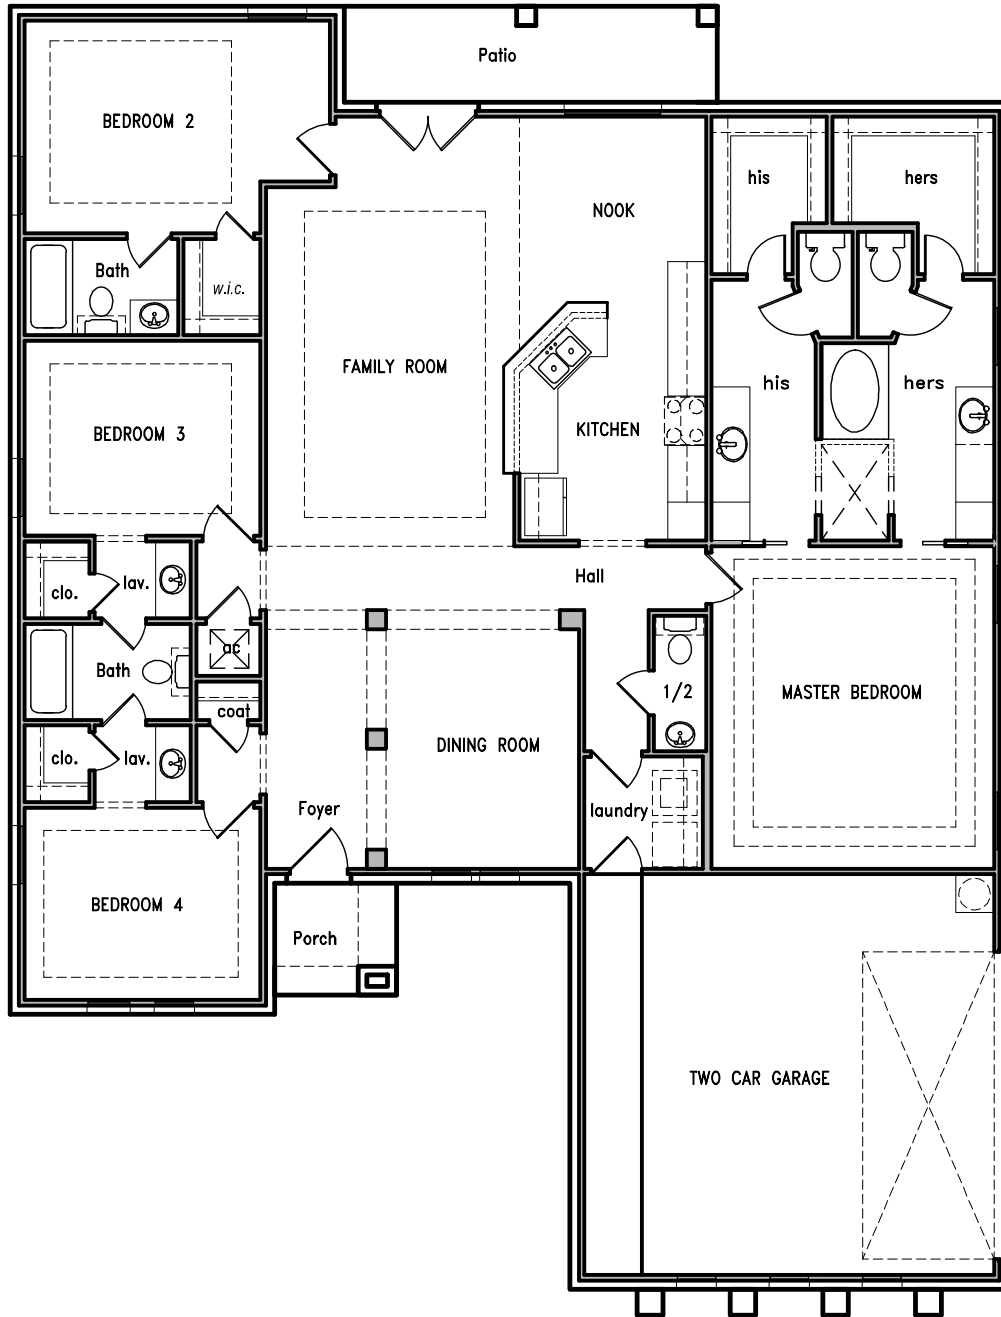 Patio
BEDROOM 2
his
hers
NOOK
Bath
w.i.c.
FAMILY ROOM
his
hers
BEDROOM 3
KITCHEN
Hall
clo.
lav.
ac
Bath
1/2
MASTER BEDROOM
coat
DINING ROOM
clo.
lav.
Foyer
laundry
BEDROOM 4
Porch
TWO CAR GARAGE